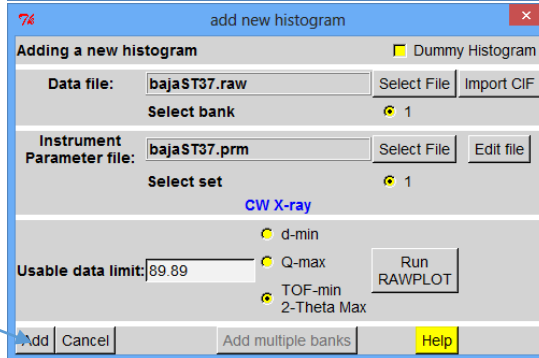 add new histogram
Adding a new histogram Dummy Histogram
Data file: bajaST37.raw Select File Import CIF
Select bank 1
Instrument Parameter file: bajaST37.prm Select File Edit file
Select set 1
CW X-ray
d-min
Usable data limit: 89.89 Q-max Run RAWPLOT
TOF-min
2-Theta Max
Add Cancel Add multiple banks Help